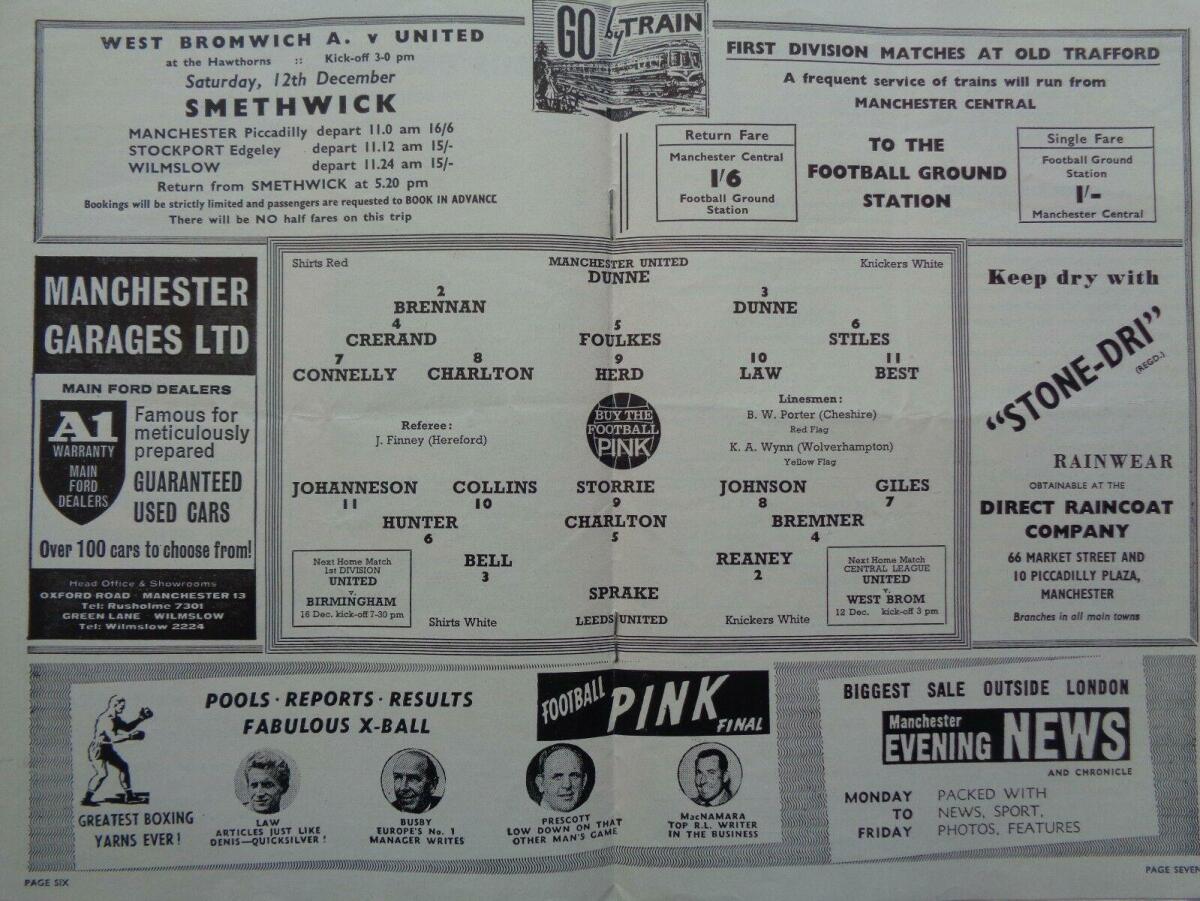 WEST BROMWICH A. v UNITED
at the Hawthorns :: Kick-off 3-0 pm
Saturday, 12th December
SMETHWICK
MANCHESTER Piccadilly depart 11.0 am 16/6
STOCKPORT Edgeley depart 11.12 am 15/-
WILMSLOW depart 11.24 am 15/-
Return from SMETHWICK at 5.20 pm
Bookings will be strictly limited and passengers are requested to BOOK IN ADVANCE
There will be NO half fares on this trip
GO by TRAIN
FIRST DIVISION MATCHES AT OLD TRAFFORD
A frequent service of trains will run from
MANCHESTER CENTRAL
Return Fare
Manchester Central
1/6
Football Ground
Station
TO THE
FOOTBALL GROUND
STATION
Single Fare
Football Ground
Station
1/-
Manchester Central
MANCHESTER
GARAGES LTD
MAIN FORD DEALERS
A1
WARRANTY
MAIN
FORD
DEALERS
Famous for
meticulously
prepared
GUARANTEED
USED CARS
Over 100 cars to choose from!
Head Office & Showrooms
OXFORD ROAD · MANCHESTER 13
Tel: Rusholme 7301
GREEN LANE · WILMSLOW
Tel: Wilmslow 2224
Shirts Red MANCHESTER UNITED Knickers White
DUNNE
2 3
BRENNAN DUNNE
4 5 6
CRERAND FOULKES STILES
7 8 9 10 11
CONNELLY CHARLTON HERD LAW BEST
Referee:
J. Finney (Hereford)
BUY THE
FOOTBALL
PINK
Linesmen:
B. W. Porter (Cheshire)
Red Flag
K. A. Wynn (Wolverhampton)
Yellow Flag
JOHANNESON COLLINS STORRIE JOHNSON GILES
11 10 9 8 7
HUNTER CHARLTON BREMNER
6 5 4
BELL REANEY
3 2
SPRAKE
Shirts White LEEDS UNITED Knickers White
Next Home Match
1st DIVISION
UNITED
v.
BIRMINGHAM
16 Dec. kick-off 7-30 pm
Next Home Match
CENTRAL LEAGUE
UNITED
v.
WEST BROM
12 Dec. kick-off 3 pm
Keep dry with
"STONE-DRI"
(REGD.)
RAINWEAR
OBTAINABLE AT THE
DIRECT RAINCOAT
COMPANY
66 MARKET STREET AND
10 PICCADILLY PLAZA,
MANCHESTER
Branches in all main towns
GREATEST BOXING
YARNS EVER!
POOLS · REPORTS · RESULTS
FABULOUS X-BALL
FOOTBALL PINK FINAL
LAW
ARTICLES JUST LIKE
DENIS—QUICKSILVER!
BUSBY
EUROPE'S No. 1
MANAGER WRITES
PRESCOTT
LOW DOWN ON THAT
OTHER MAN'S GAME
MacNAMARA
TOP R.L. WRITER
IN THE BUSINESS
BIGGEST SALE OUTSIDE LONDON
Manchester
EVENING NEWS
AND CHRONICLE
MONDAY PACKED WITH
TO NEWS, SPORT,
FRIDAY PHOTOS, FEATURES
PAGE SIX
PAGE SEVEN